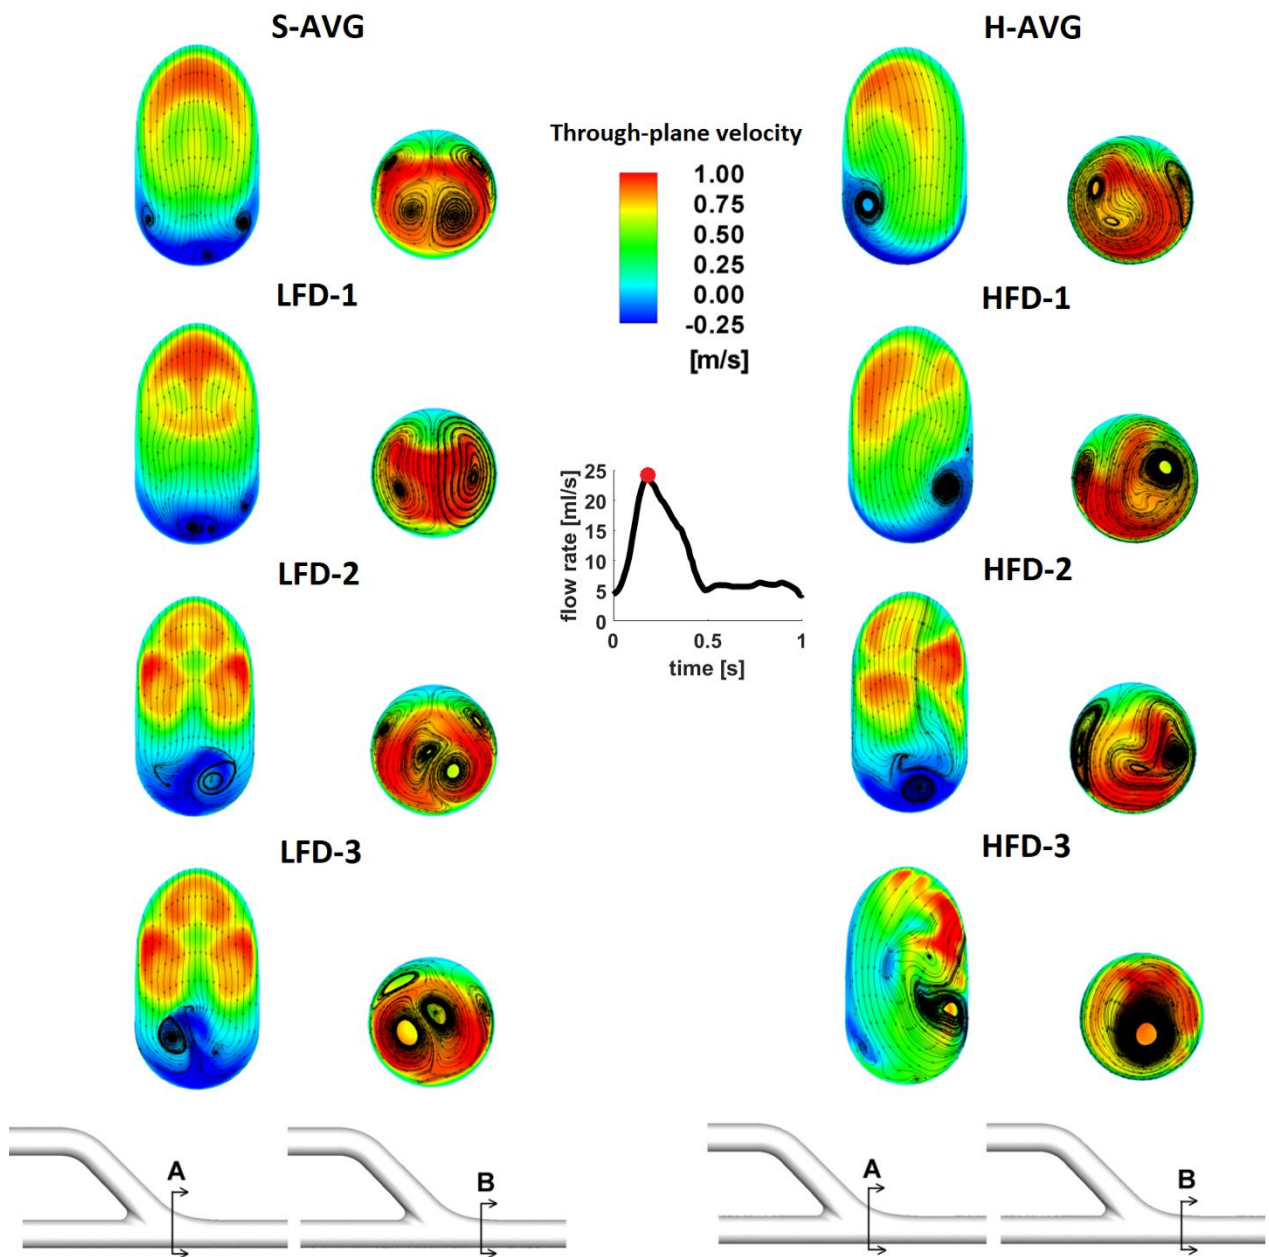 S-AVG
H-AVG
Through-plane velocity
1.00
0.75
0.50
0.25
0.00
-0.25
[m/s]
LFD-1
HFD-1
flow rate [ml/s]
25
20
15
10
5
0
0
0.5
1
time [s]
LFD-2
HFD-2
LFD-3
HFD-3
A
B
A
B